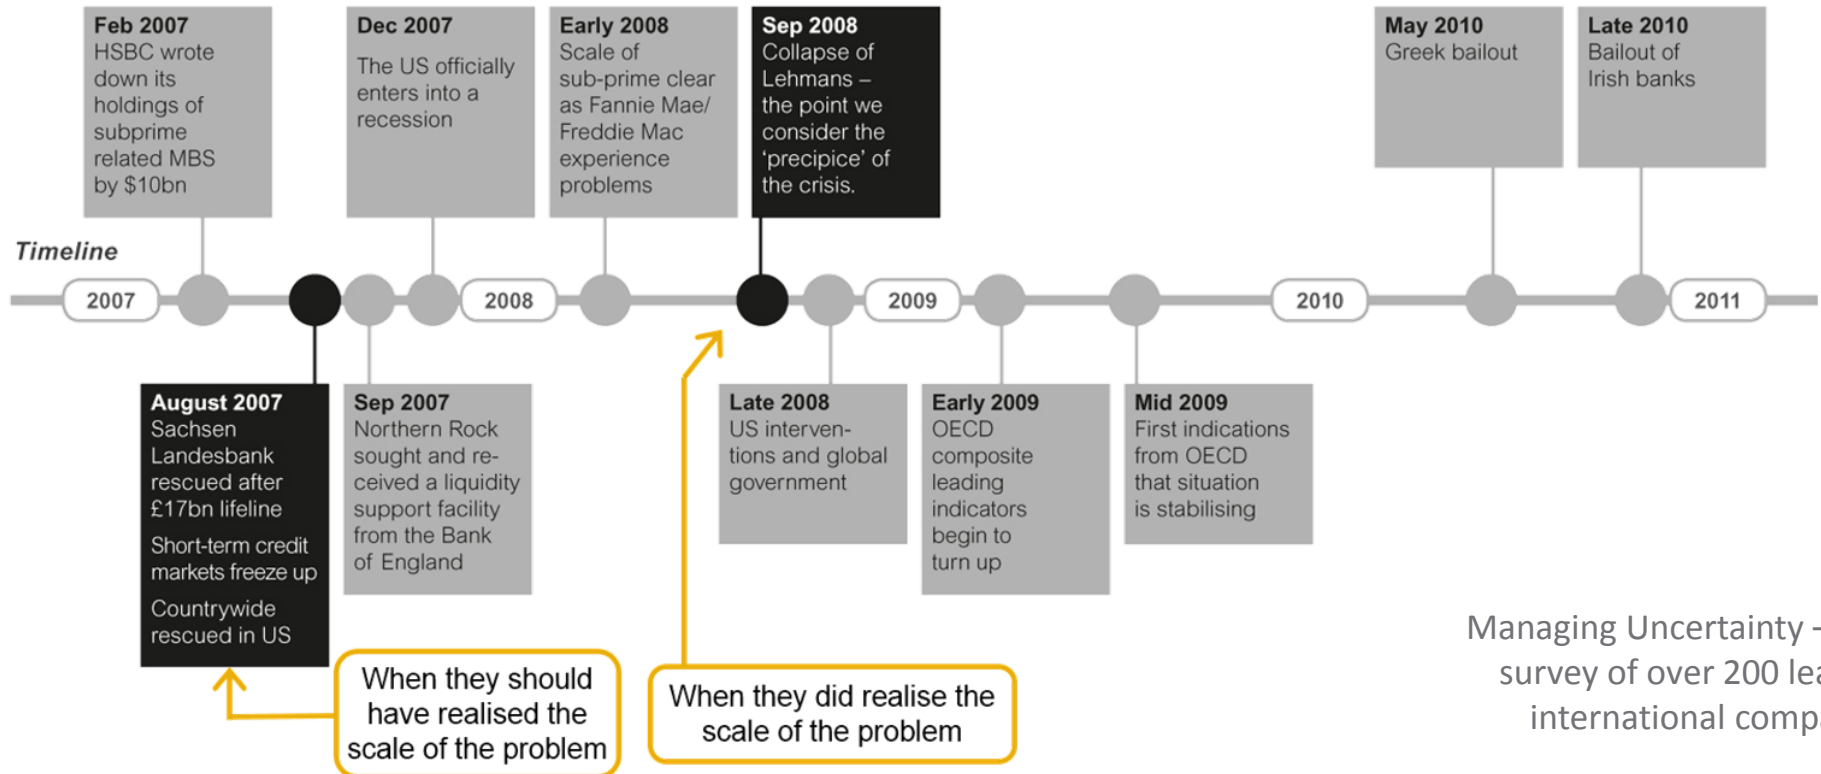 Feb 2007
HSBC wrote
down its
holdings of
subprime
related MBS
by $10bn
Dec 2007
The US officially
enters into a
recession
Early 2008
Scale of
sub-prime clear
as Fannie Mae/
Freddie Mac
experience
problems
Sep 2008
Collapse of
Lehmans –
the point we
consider the
‘precipice’ of
the crisis.
May 2010
Greek bailout
Late 2010
Bailout of
Irish banks
Timeline
2007
2008
2009
2010
2011
August 2007
Sachsen
Landesbank
rescued after
£17bn lifeline
Short-term credit
markets freeze up
Countrywide
rescued in US
Sep 2007
Northern Rock
sought and re-
ceived a liquidity
support facility
from the Bank
of England
Late 2008
US interven-
tions and global
government
Early 2009
OECD
composite
leading
indicators
begin to
turn up
Mid 2009
First indications
from OECD
that situation
is stabilising
When they should
have realised the
scale of the problem
When they did realise the
scale of the problem
Managing Uncertainty -
survey of over 200
international